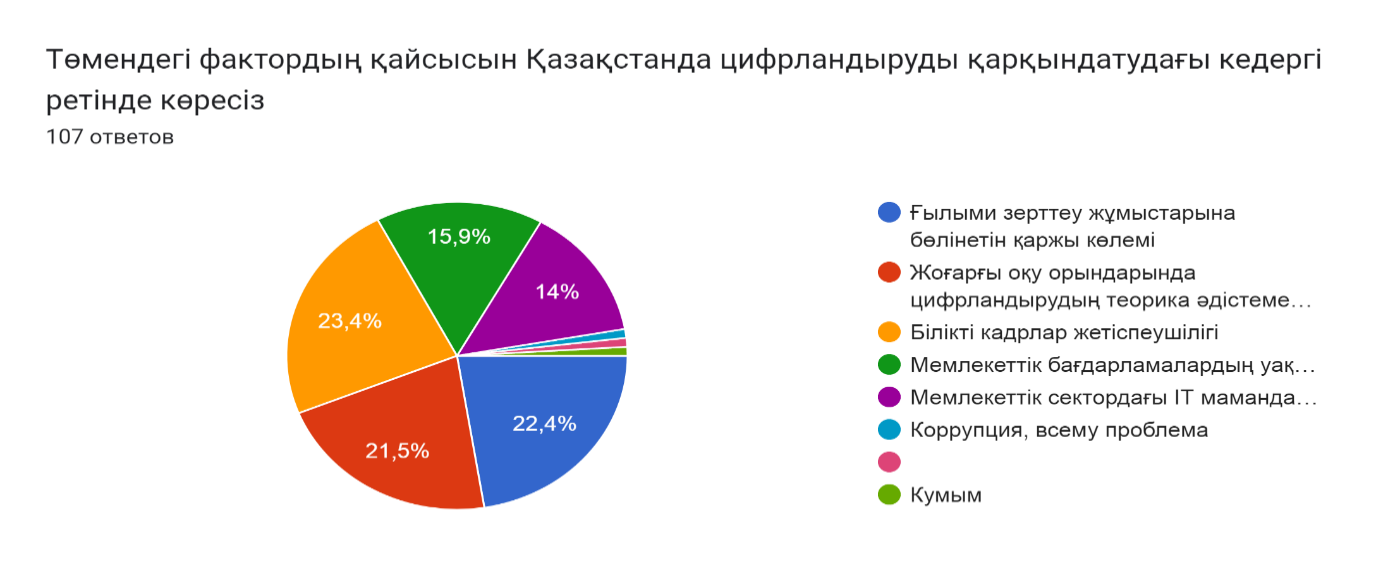 Төмендегі фактордың қайсысын Қазақстанда цифрландыруды қарқындатудағы кедергі
ретінде көресіз
107 ответов
15,9%
14%
23,4%
22,4%
21,5%
Ғылыми зерттеу жұмыстарына
бөлінетін қаржы көлемі
Жоғарғы оқу орындарында
цифрландырудың теорика әдістеме…
Білікті кадрлар жетіспеушілігі
Мемлекеттік бағдарламалардың уақ…
Мемлекеттік сектордағы IT маманда…
Коррупция, всему проблема
Кумым